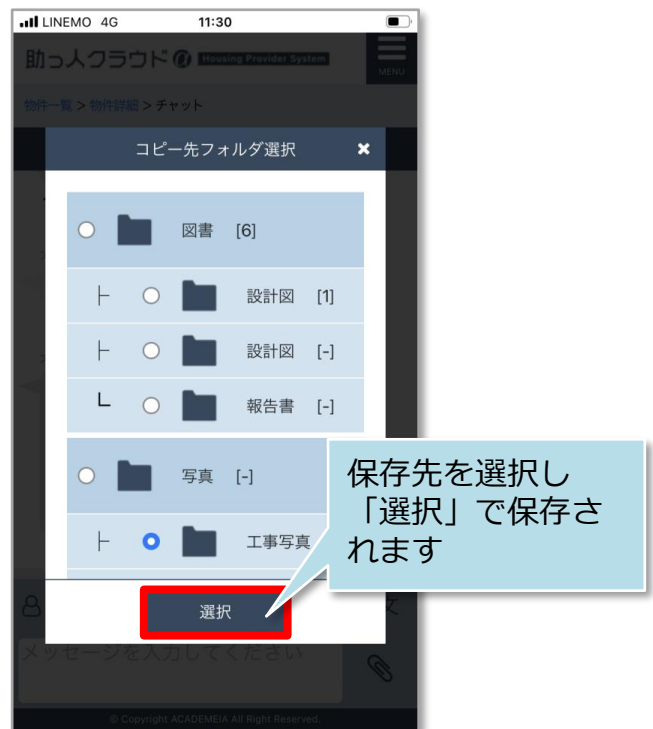 LINEMO 4G 11:30
助っ人クラウド Housing Provider System
MENU
物件一覧 > 物件詳細 > チャット
コピー先フォルダ選択 ×
図書 [6]
├ 設計図 [1]
├ 設計図 [-]
└ 報告書 [-]
写真 [-]
├ 工事写真
保存先を選択し
「選択」で保存さ
れます
選択
メッセージを入力してください
© Copyright ACADEMEIA All Right Reserved.